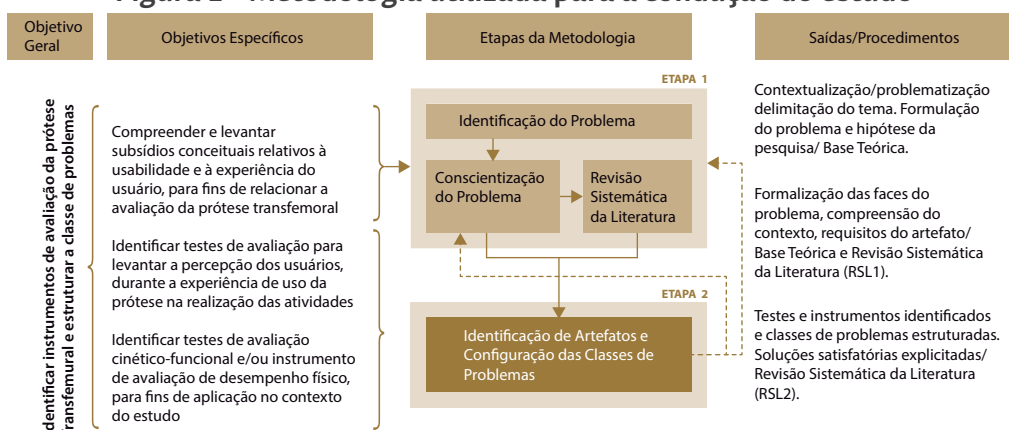 Objetivo
Geral
Objetivos Específicos
Etapas da Metodologia
Saídas/Procedimentos
instrumentos de avaliação da prótese
e estruturar a classe de problemas
Compreender e levantar
subsídios conceituais relativos à
usabilidade e à experiência do
usuário, para fins de relacionar a
avaliação da prótese transfemoral
Identificar testes de avaliação para
levantar a percepção dos usuários,
durante a experiência de uso da
prótese na realização das atividades
Identificar testes de avaliação
cinético-funcional e/ou instrumento
de avaliação de desempenho físico,
para fins de aplicação no contexto
do estudo
ETAPA 1
Identificação do Problema
Conscientização
do Problema
Revisão
Sistemática
da Literatura
ETAPA 2
Identificação de Artefatos e
Configuração das Classes de
Problemas
Contextualização/problematização
delimitação do tema. Formulação
do problema e hipótese da
pesquisa/ Base Teórica.
Formalização das faces do
problema, compreensão do
contexto, requisitos do artefato/
Base Teórica e Revisão Sistemática
da Literatura (RSL1).
Testes e instrumentos identificados
e classes de problemas estruturadas.
Soluções satisfatórias explicitadas/
Revisão Sistemática da Literatura
(RSL2).